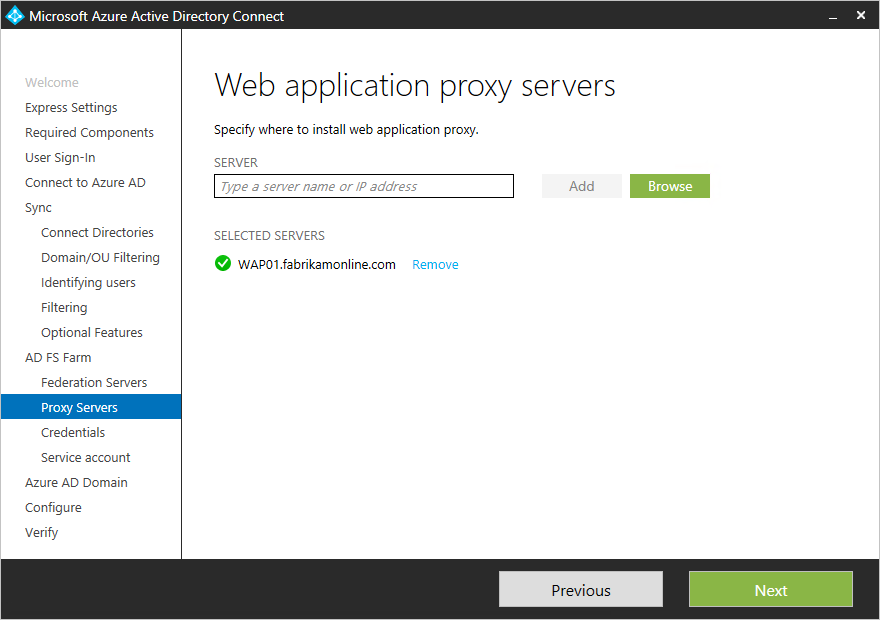 Microsoft Azure Active Directory Connect
Welcome
Express Settings
Required Components
User Sign-In
Connect to Azure AD
Sync
Connect Directories
Domain/OU Filtering
Identifying users
Filtering
Optional Features
AD FS Farm
Federation Servers
Proxy Servers
Credentials
Service account
Azure AD Domain
Configure
Verify
Web application proxy servers
Specify where to install web application proxy.
SERVER
Type a server name or IP address
Add
Browse
SELECTED SERVERS
WAP01.fabrikamonline.com Remove
Previous
Next